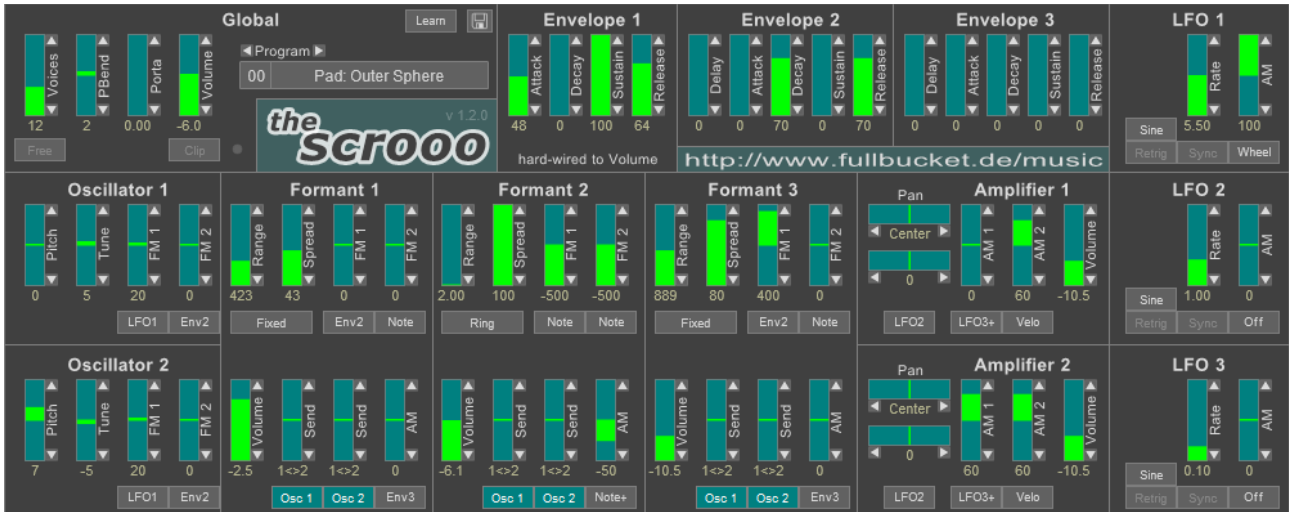 Global
Learn
Voices
PBend
Porta
Volume
Program
00 Pad: Outer Sphere
12 2 0.00 -6.0
Free
Clip
the
scrooo
v 1.2.0
Envelope 1
Attack
Decay
Sustain
Release
48 0 100 64
hard-wired to Volume
Envelope 2
Delay
Attack
Decay
Sustain
Release
0 0 70 0 70
Envelope 3
Delay
Attack
Decay
Sustain
Release
0 0 0 0 0
http://www.fullbucket.de/music
LFO 1
Rate
AM
Sine
5.50 100
Retrig Sync Wheel
Oscillator 1
Pitch
Tune
FM 1
FM 2
0 5 20 0
LFO1 Env2
Formant 1
Range
Spread
FM 1
FM 2
423 43 0 0
Fixed Env2 Note
Formant 2
Range
Spread
FM 1
FM 2
2.00 100 -500 -500
Ring Note Note
Formant 3
Range
Spread
FM 1
FM 2
889 80 400 0
Fixed Env2 Note
Amplifier 1
Pan
Center
0
AM 1
AM 2
Volume
0 60 -10.5
LFO2 LFO3+ Velo
LFO 2
Rate
AM
Sine
1.00 0
Retrig Sync Off
Oscillator 2
Pitch
Tune
FM 1
FM 2
7 -5 20 0
LFO1 Env2
Volume
Send
Send
AM
-2.5 1<>2 1<>2 0
Osc 1 Osc 2 Env3
Volume
Send
Send
AM
-6.1 1<>2 1<>2 -50
Osc 1 Osc 2 Note+
Volume
Send
Send
AM
-10.5 1<>2 1<>2 0
Osc 1 Osc 2 Env3
Amplifier 2
Pan
Center
0
AM 1
AM 2
Volume
60 60 -10.5
LFO2 LFO3+ Velo
LFO 3
Rate
AM
Sine
0.10 0
Retrig Sync Off